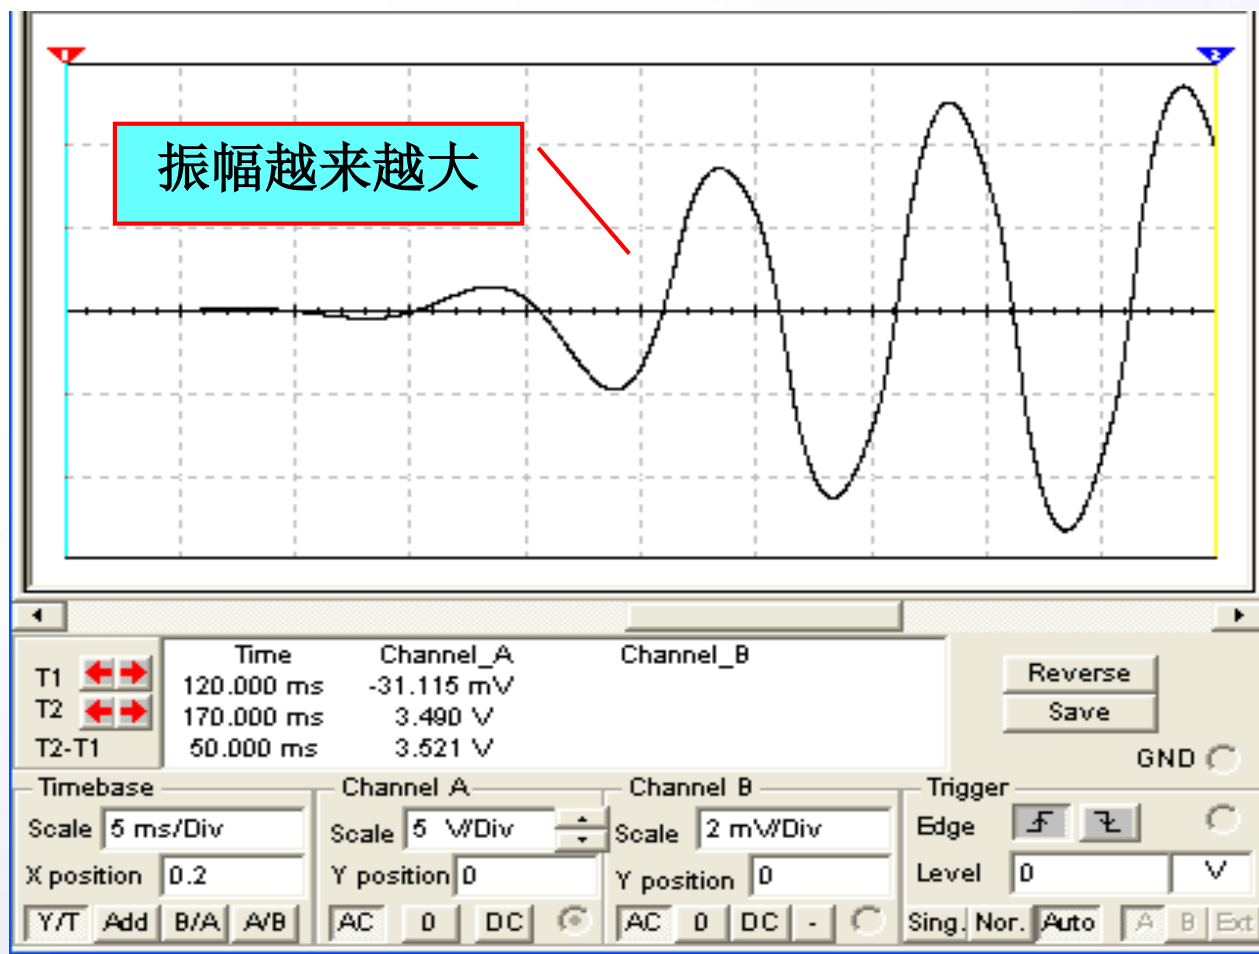 1
2
振幅越来越大
Time Channel_A Channel_B
T1 120.000 ms -31.115 mV
T2 170.000 ms 3.490 V
T2-T1 50.000 ms 3.521 V
Reverse
Save
GND
Timebase Channel A Channel B Trigger
Scale 5 ms/Div Scale 5 V/Div Scale 2 mV/Div Edge
X position 0.2 Y position 0 Y position 0 Level 0 V
Y/T Add B/A A/B AC 0 DC AC 0 DC - Sing. Nor. Auto A B Ext